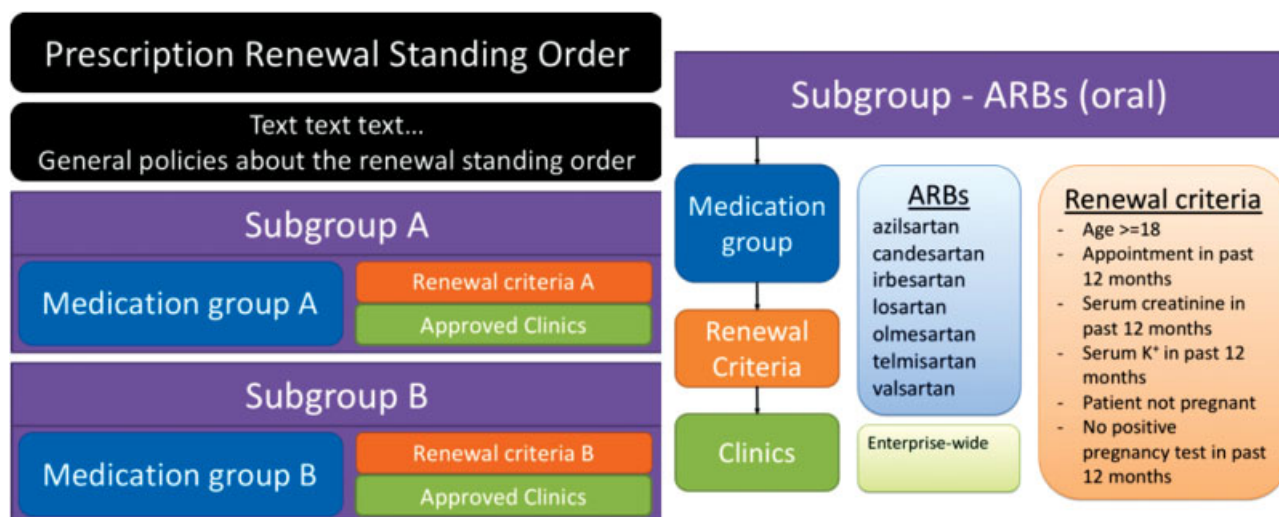 Prescription Renewal Standing Order
Text text text...
General policies about the renewal standing order
Subgroup A
Medication group A
Renewal criteria A
Approved Clinics
Subgroup B
Medication group B
Renewal criteria B
Approved Clinics
Subgroup - ARBs (oral)
Medication
group
Renewal
Criteria
Clinics
ARBs
azilsartan
candesartan
irbesartan
losartan
olmesartan
telmisartan
valsartan
Enterprise-wide
Renewal criteria
- Age >=18
- Appointment in past
12 months
- Serum creatinine in
past 12 months
- Serum K⁺ in past 12
months
- Patient not pregnant
- No positive
pregnancy test in past
12 months